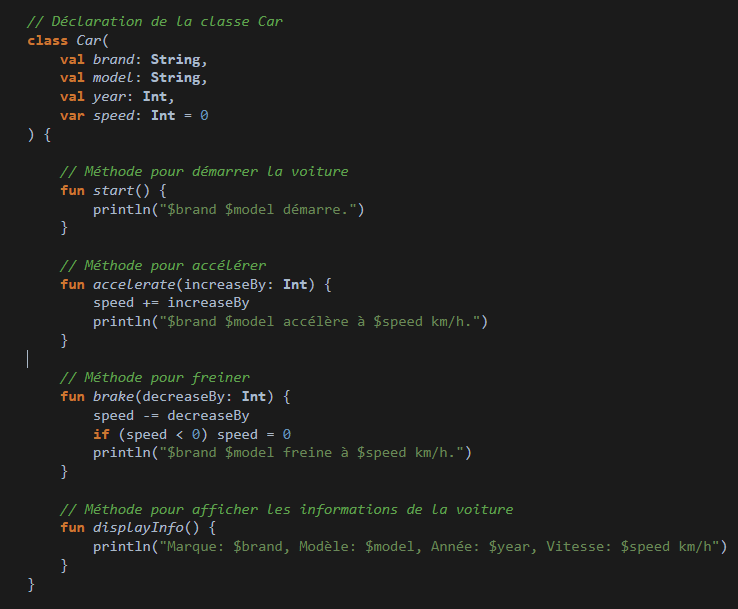 // Déclaration de la classe Car
class Car(
    val brand: String,
    val model: String,
    val year: Int,
    var speed: Int = 0
) {
    // Méthode pour démarrer la voiture
    fun start() {
        println("$brand $model démarre.")
    }
    // Méthode pour accélérer
    fun accelerate(increaseBy: Int) {
        speed += increaseBy
        println("$brand $model accélère à $speed km/h.")
    }
    // Méthode pour freiner
    fun brake(decreaseBy: Int) {
        speed -= decreaseBy
        if (speed < 0) speed = 0
        println("$brand $model freine à $speed km/h.")
    }
    // Méthode pour afficher les informations de la voiture
    fun displayInfo() {
        println("Marque: $brand, Modèle: $model, Année: $year, Vitesse: $speed km/h")
    }
}